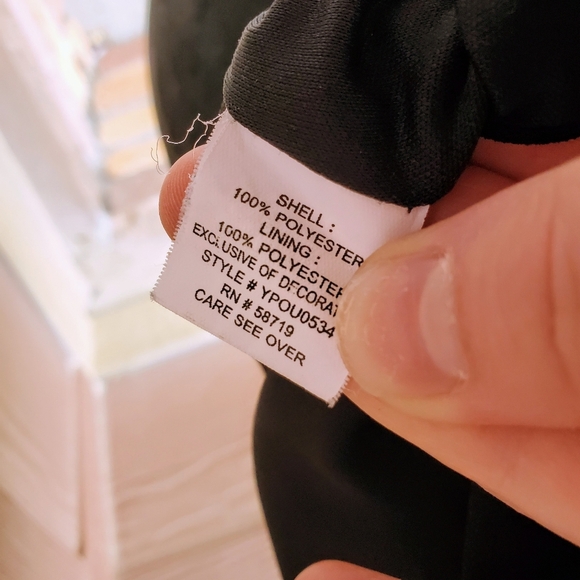 SHELL :
100% POLYESTER
LINING :
100% POLYESTER
EXCLUSIVE OF DECORAT
STYLE # YPOU0534
RN # 58719
CARE SEE OVER